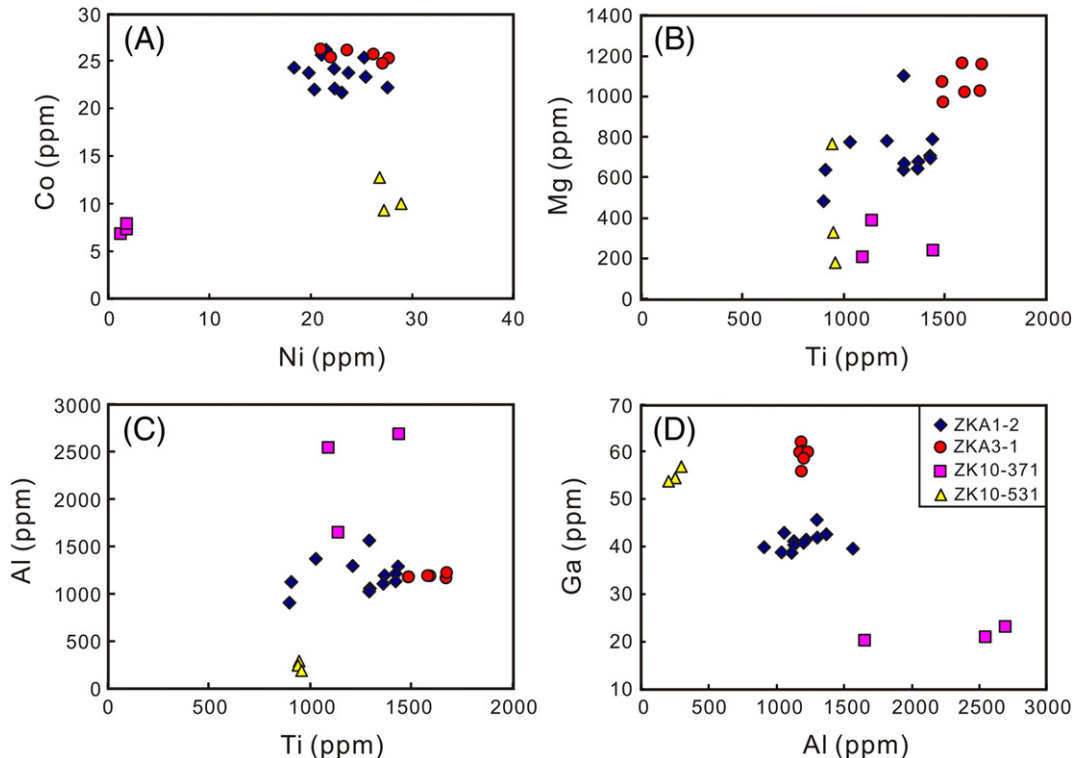 (A)
30
25
20
15
10
5
0
Co (ppm)
0 10 20 30 40
Ni (ppm)
(B)
1400
1200
1000
800
600
400
200
0
Mg (ppm)
0 500 1000 1500 2000
Ti (ppm)
(C)
3000
2500
2000
1500
1000
500
0
Al (ppm)
0 500 1000 1500 2000
Ti (ppm)
(D)
70
60
50
40
30
20
10
Ga (ppm)
0 500 1000 1500 2000 2500 3000
Al (ppm)
ZKA1-2
ZKA3-1
ZK10-371
ZK10-531